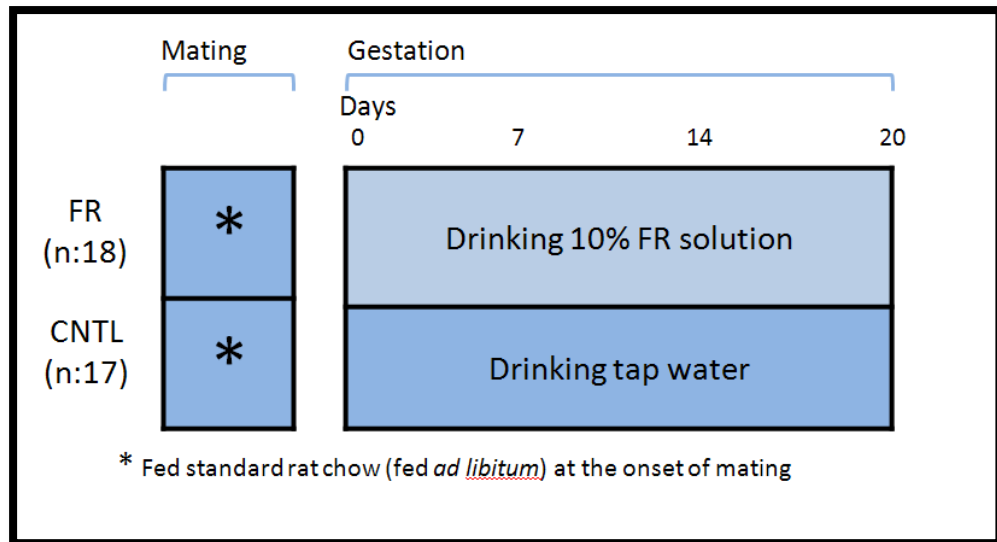 Mating
Gestation
Days
0 7 14 20
FR
(n:18)
*
Drinking 10% FR solution
CNTL
(n:17)
*
Drinking tap water
* Fed standard rat chow (fed ad libitum) at the onset of mating